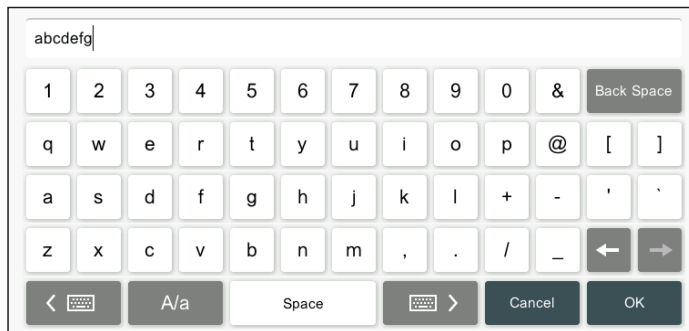 abcdefg
1 2 3 4 5 6 7 8 9 0 & Back Space
q w e r t y u i o p @ [ ]
a s d f g h j k l + - ' `
z x c v b n m , . / _ ← →
< A/a Space > Cancel OK